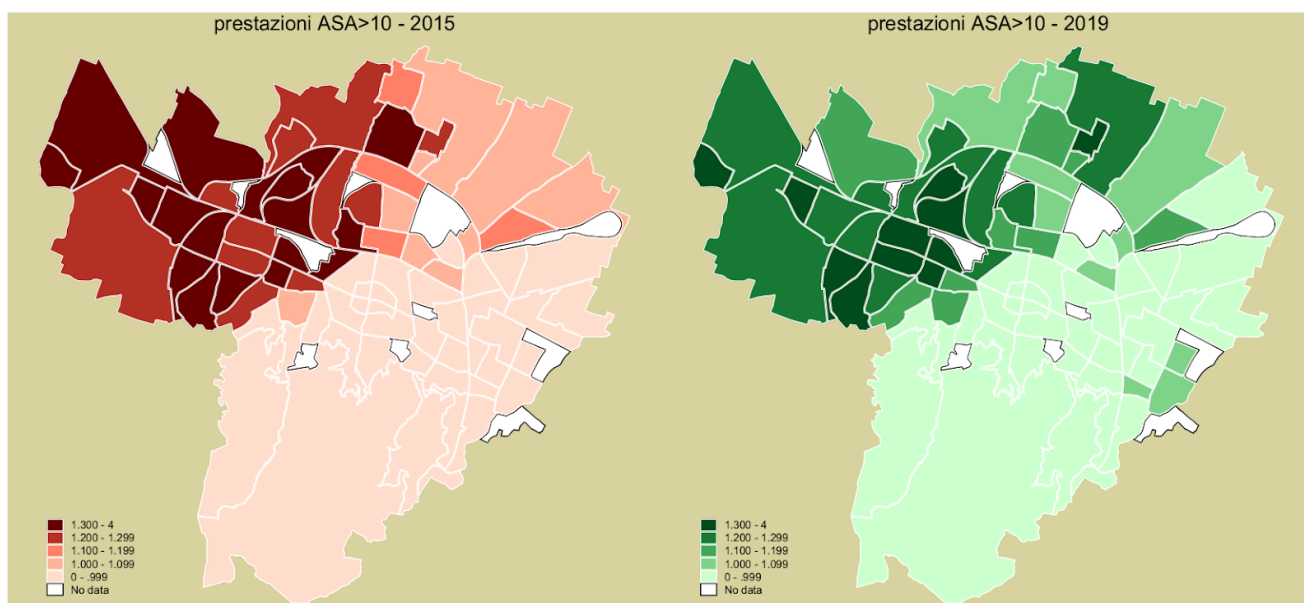 prestazioni ASA>10 - 2015
1.300 - 4
1.200 - 1.299
1.100 - 1.199
1.000 - 1.099
0 - .999
No data
prestazioni ASA>10 - 2019
1.300 - 4
1.200 - 1.299
1.100 - 1.199
1.000 - 1.099
0 - .999
No data